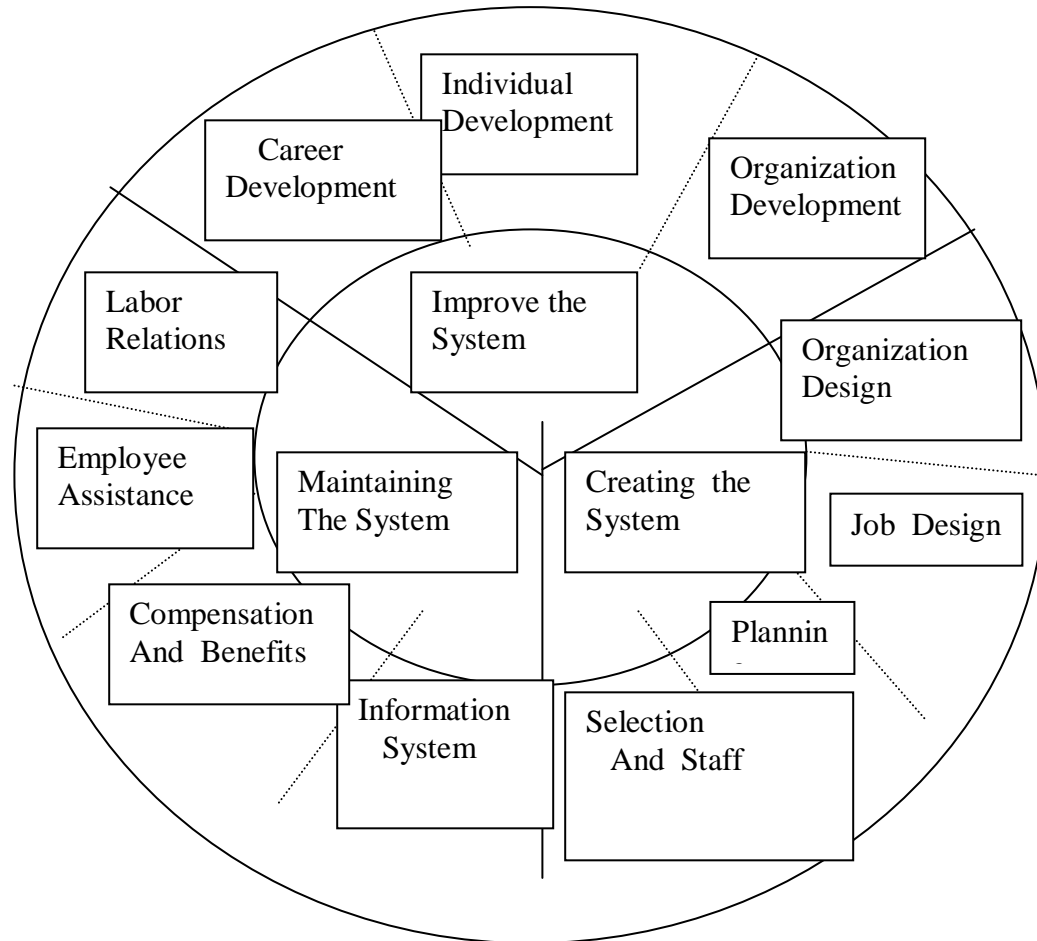 Individual
Development
Career
Development
Organization
Development
Labor
Relations
Improve the
System
Organization
Design
Employee
Assistance
Maintaining
The System
Creating the
System
Job Design
Compensation
And Benefits
Plannin
Information
System
Selection
And Staff